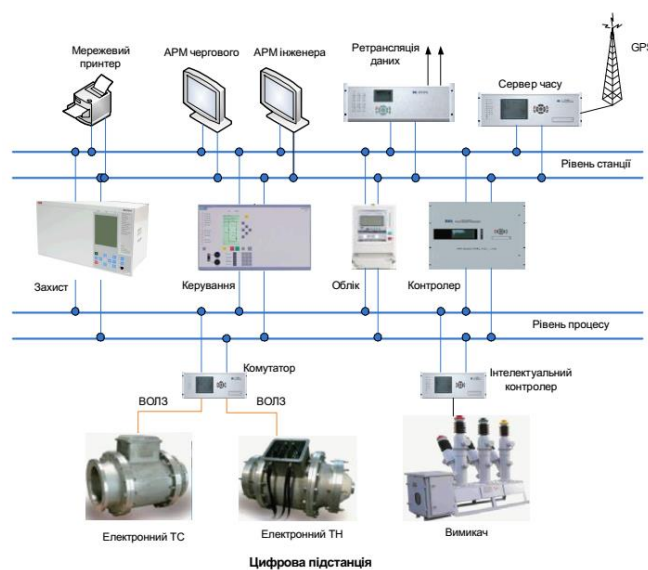 Мережевий
принтер
АРМ чергового
АРМ інженера
Ретрансляція
даних
Сервер часу
GPS
Рівень станції
Захист
Керування
Облік
Контролер
Рівень процесу
Комутатор
Інтелектуальний
контролер
ВОЛЗ
ВОЛЗ
Електронний ТС
Електронний ТН
Вимикач
Цифрова підстанція